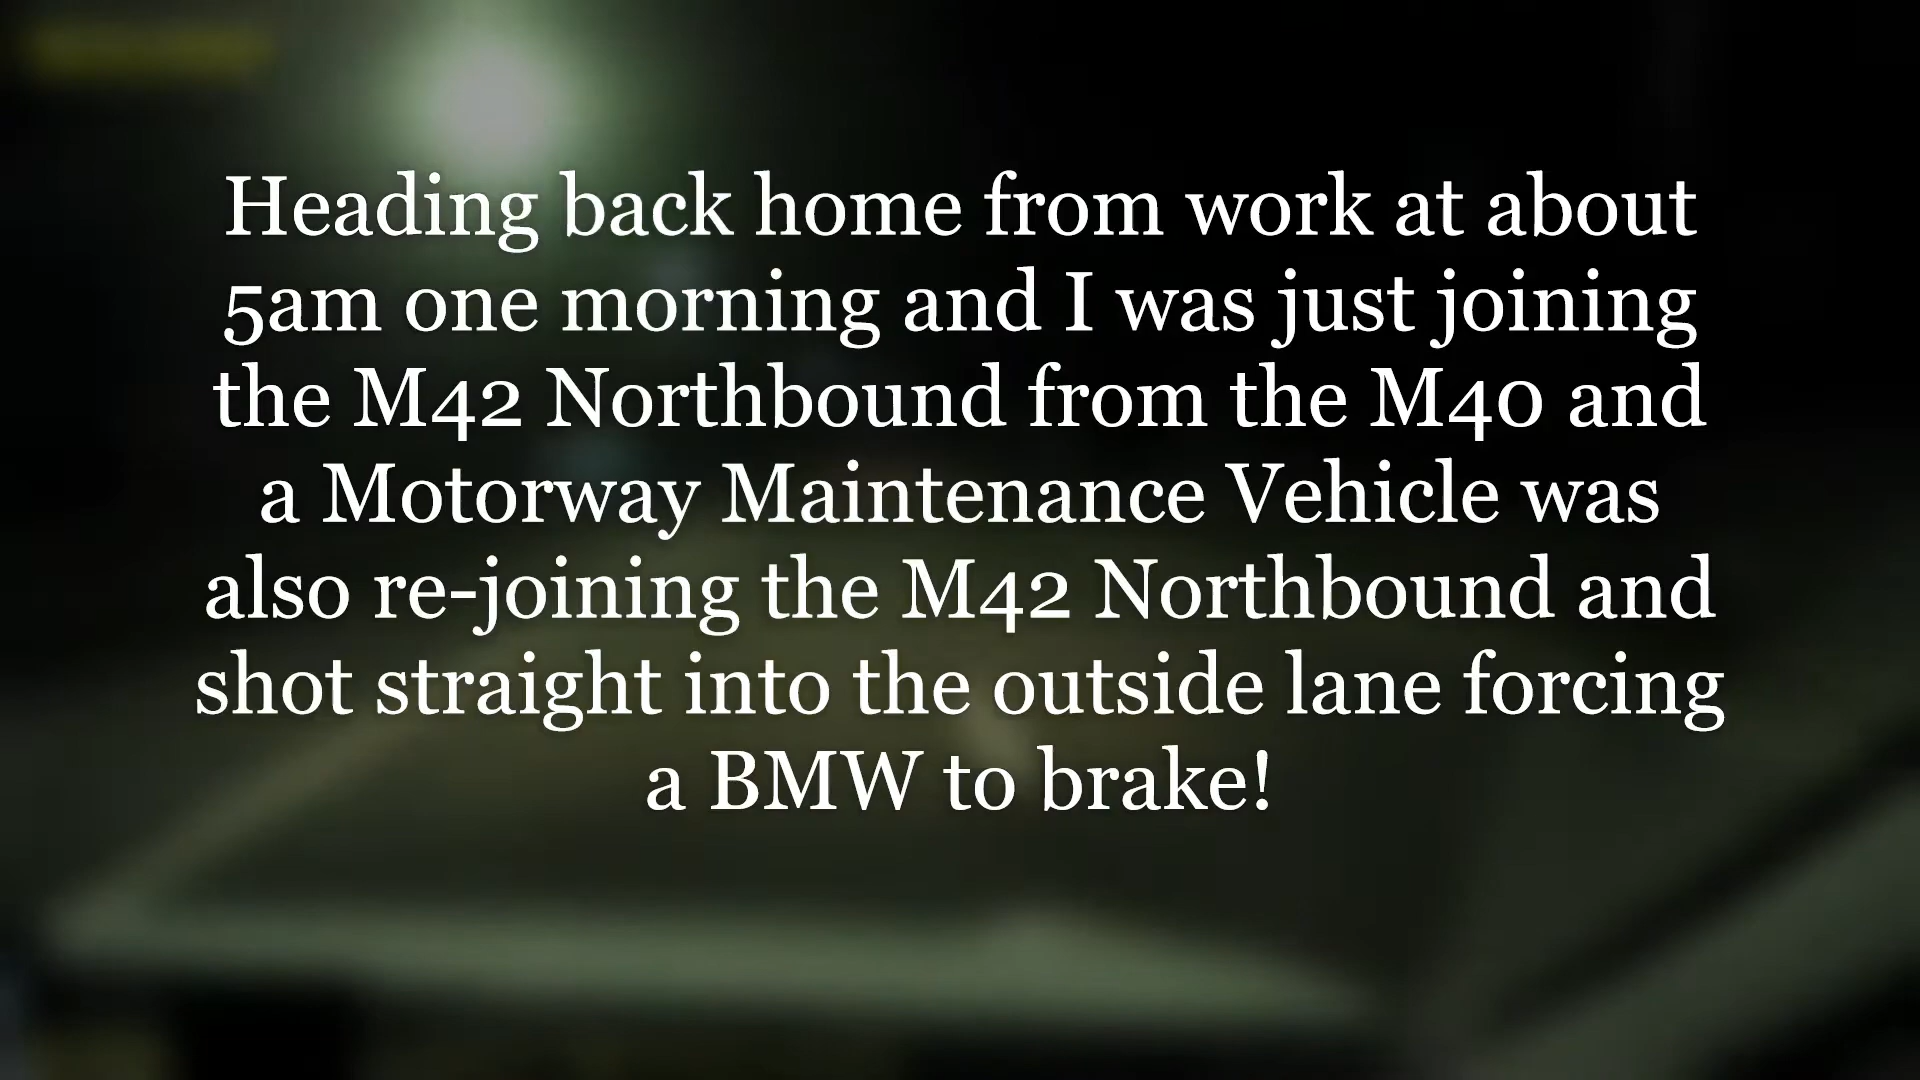 Heading back home from work at about
5am one morning and I was just joining
the M42 Northbound from the M40 and
a Motorway Maintenance Vehicle was
also re-joining the M42 Northbound and
shot straight into the outside lane forcing
a BMW to brake!